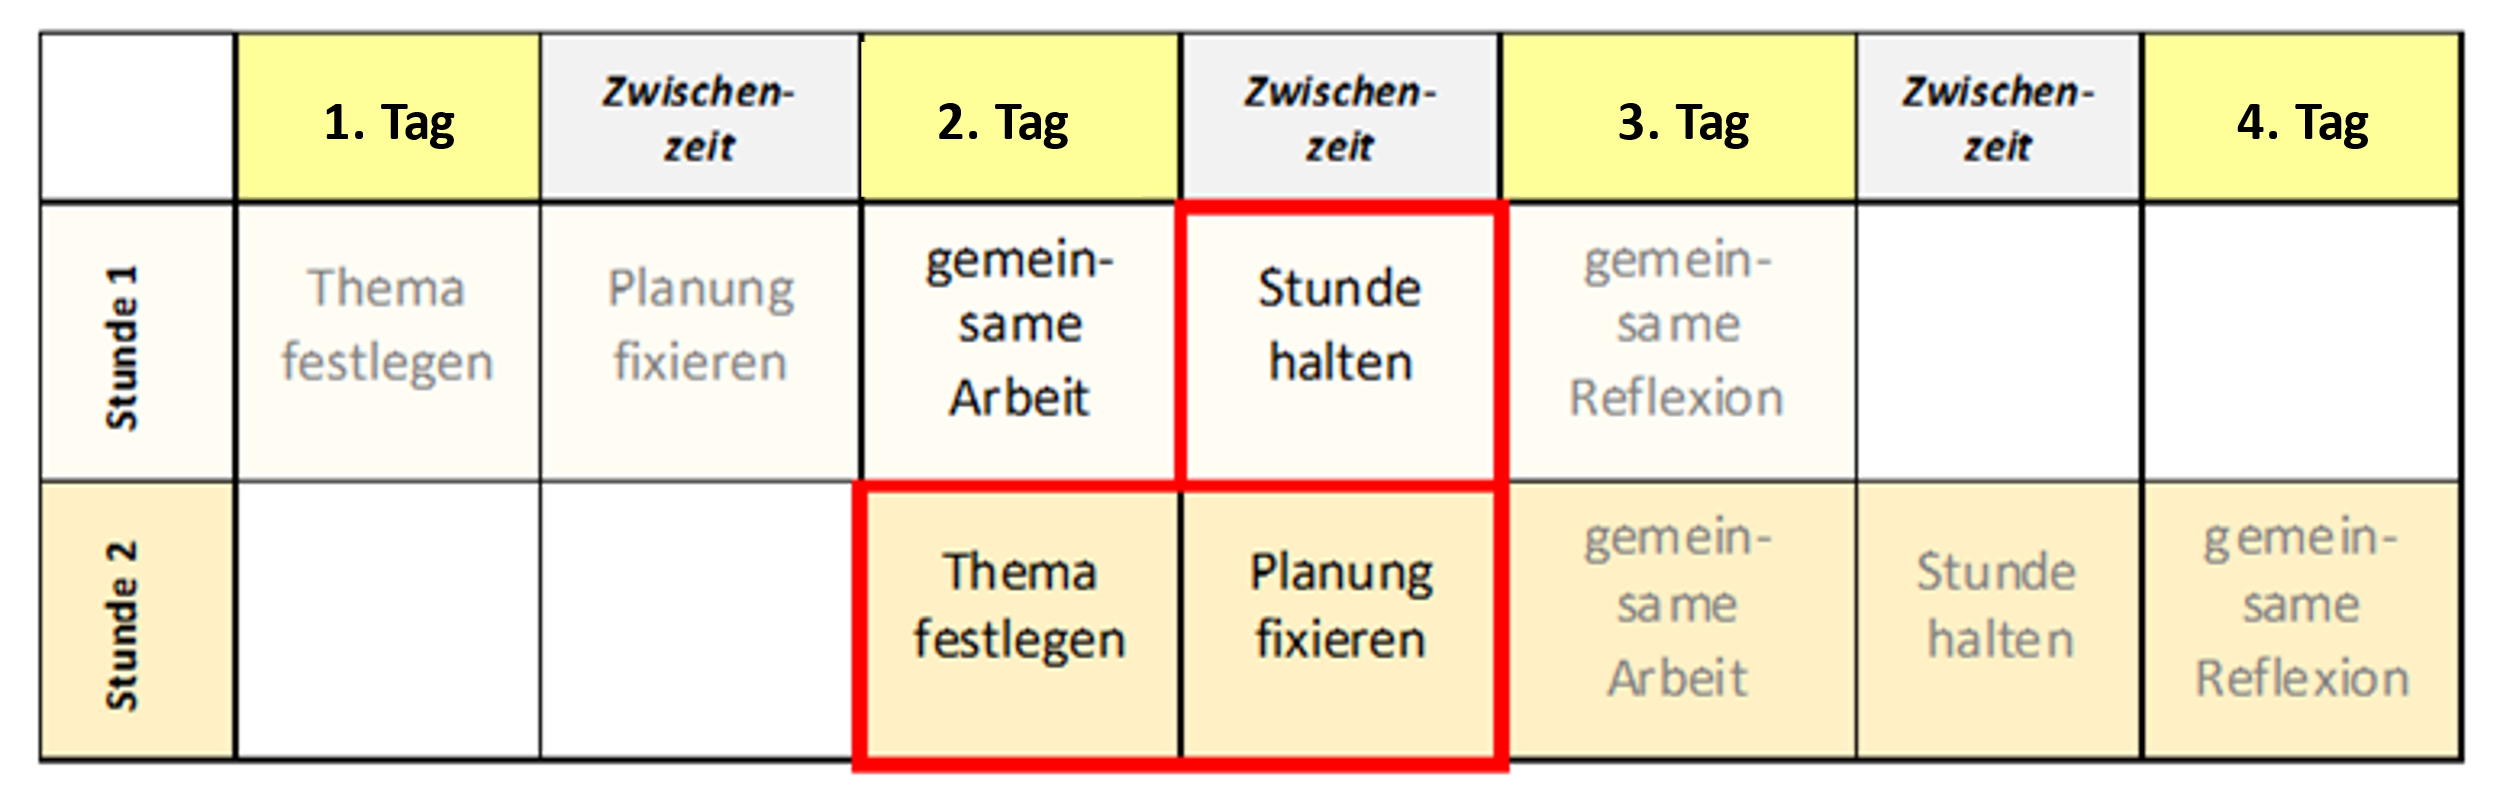 1. Tag
Zwischen-
zeit
2. Tag
Zwischen-
zeit
3. Tag
Zwischen-
zeit
4. Tag
Stunde 1
Thema
festlegen
Planung
fixieren
gemein-
same
Arbeit
Stunde
halten
gemein-
same
Reflexion
Stunde 2
Thema
festlegen
Planung
fixieren
gemein-
same
Arbeit
Stunde
halten
gemein-
same
Reflexion